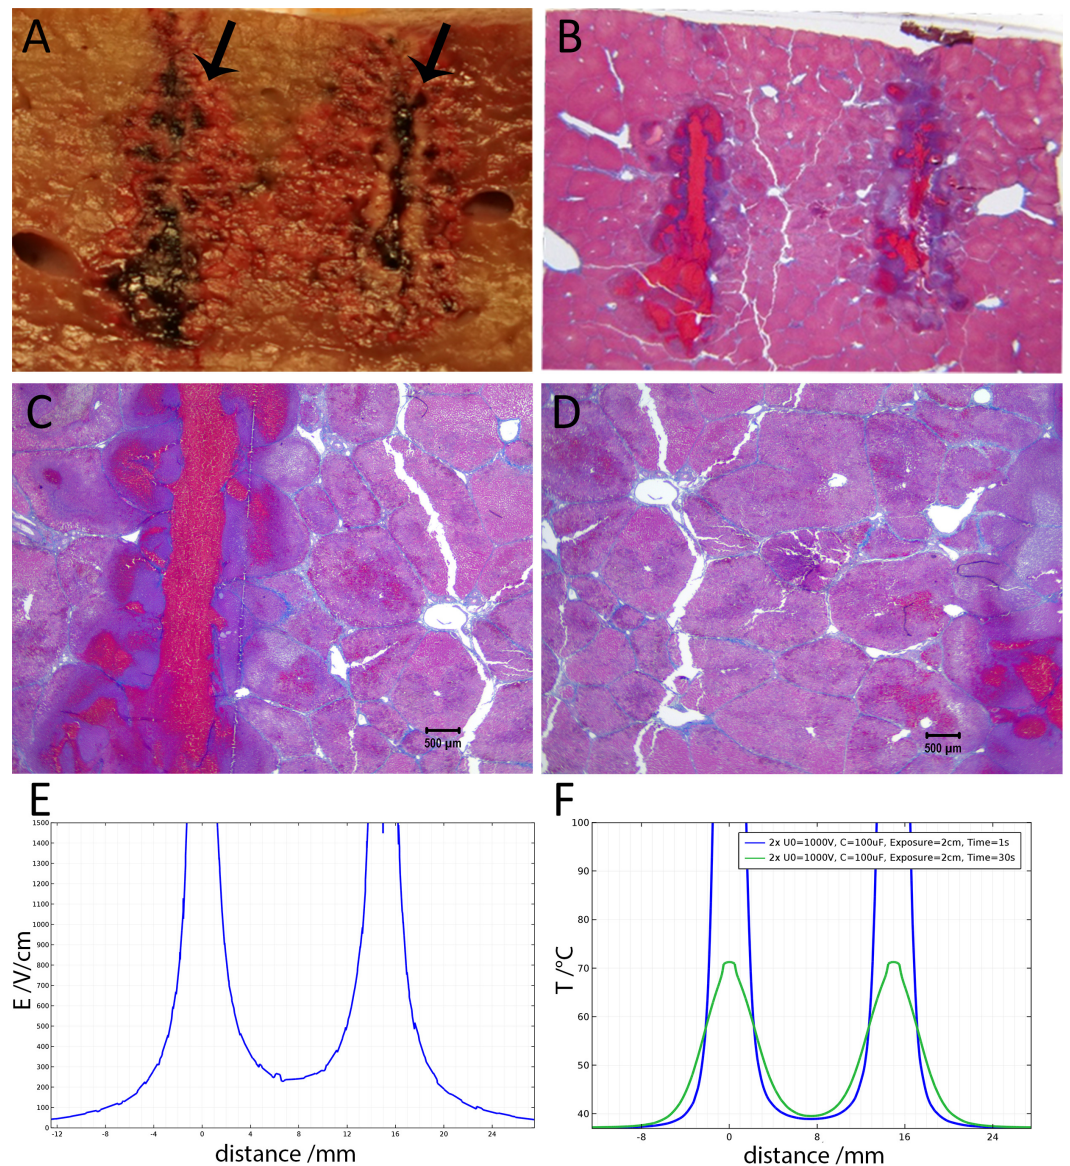 A
B
C
500 µm
D
500 µm
E
1500
1400
1300
1200
1100
1000
900
800
700
600
500
400
300
200
100
0
E /V/cm
-12 -8 -4 0 4 8 12 16 20 24
distance /mm
F
100
90
80
70
60
50
40
T /°C
2x U0=1000V, C=100uF, Exposure=2cm, Time=1s
2x U0=1000V, C=100uF, Exposure=2cm, Time=30s
-8 0 8 16 24
distance /mm